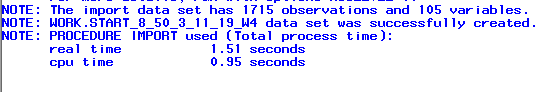 NOTE: The import data set has 1715 observations and 105 variables.
NOTE: WORK.START_8_50_3_11_19_W4 data set was successfully created.
NOTE: PROCEDURE IMPORT used (Total process time):
real time 1.51 seconds
cpu time 0.95 seconds